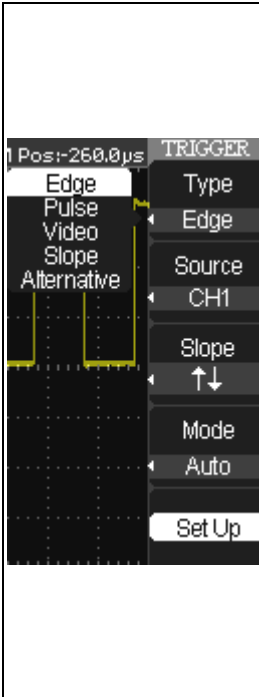 M Pos:-260.0µs
TRIGGER
Edge
Pulse
Video
Slope
Alternative
Type
Edge
Source
CH1
Slope
↑↓
Mode
Auto
Set Up